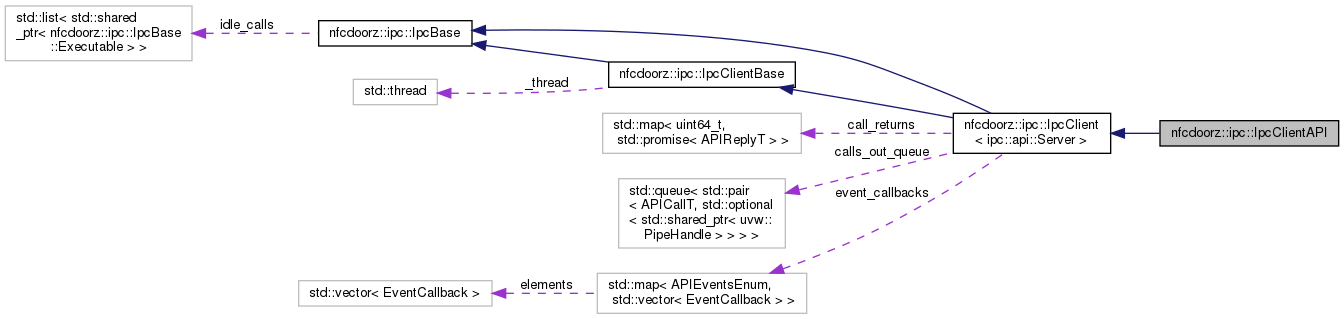 std::list< std::shared
_ptr< nfcdoorz::ipc::IpcBase
::Executable > >
idle_calls
nfcdoorz::ipc::IpcBase
std::thread
_thread
nfcdoorz::ipc::IpcClientBase
std::map< uint64_t,
std::promise< APIReplyT > >
call_returns
nfcdoorz::ipc::IpcClient
< ipc::api::Server >
nfcdoorz::ipc::IpcClientAPI
calls_out_queue
std::queue< std::pair
< APICallT, std::optional
< std::shared_ptr< uvw::
PipeHandle > > > >
event_callbacks
std::vector< EventCallback >
elements
std::map< APIEventsEnum,
std::vector< EventCallback > >